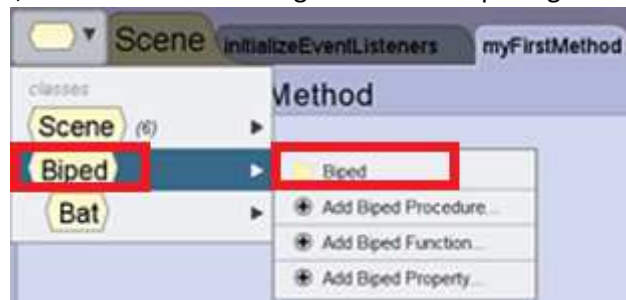 Scene initializeEventListeners myFirstMethod
classes
Method
Scene (6)
Biped
Biped
Add Biped Procedure...
Bat
Add Biped Function...
Add Biped Property...